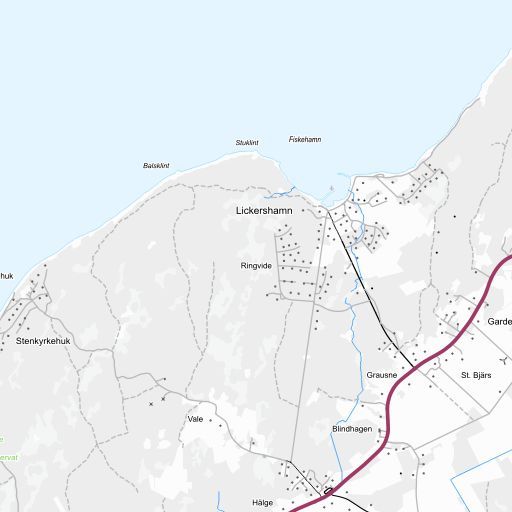 Stuklint
Fiskehamn
Balsklint
Lickershamn
Ringvide
Stenkyrkehuk
St. Bjärs
Grausne
Vale
Blindhagen
Hälge